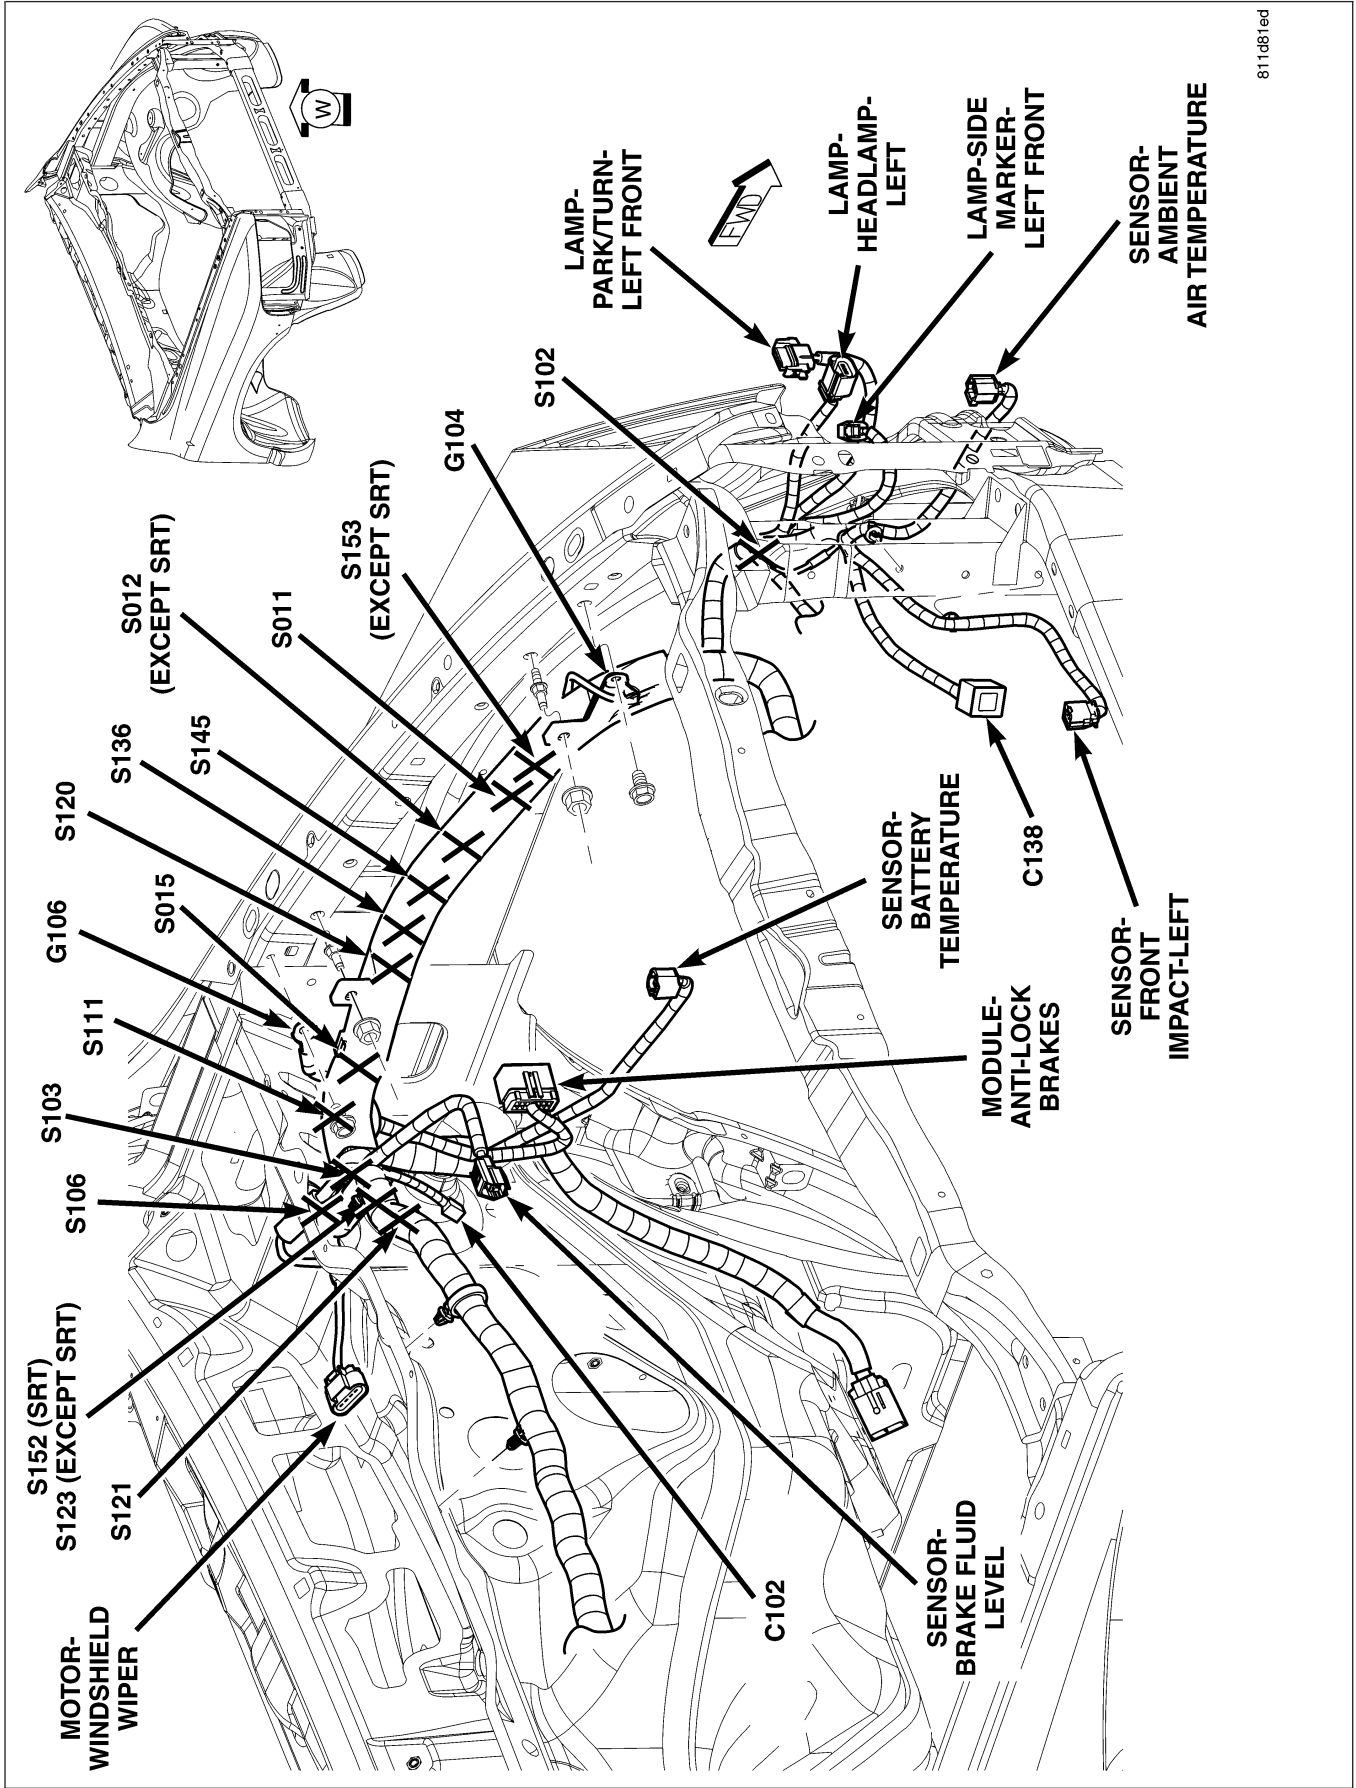 MOTOR-
WINDSHIELD
WIPER
S152 (SRT)
S123 (EXCEPT SRT)
S121
S106
S103
S111
G106
S015
S120
S136
S145
S012
(EXCEPT SRT)
S011
S153
(EXCEPT SRT)
G104
S102
LAMP-
PARK/TURN-
LEFT FRONT
FWD
LAMP-
HEADLAMP-
LEFT
LAMP-SIDE
MARKER-
LEFT FRONT
SENSOR-
AMBIENT
AIR TEMPERATURE
C102
SENSOR-
BRAKE FLUID
LEVEL
MODULE-
ANTI-LOCK
BRAKES
SENSOR-
BATTERY
TEMPERATURE
C138
SENSOR-
FRONT
IMPACT-LEFT
W
811d81ed